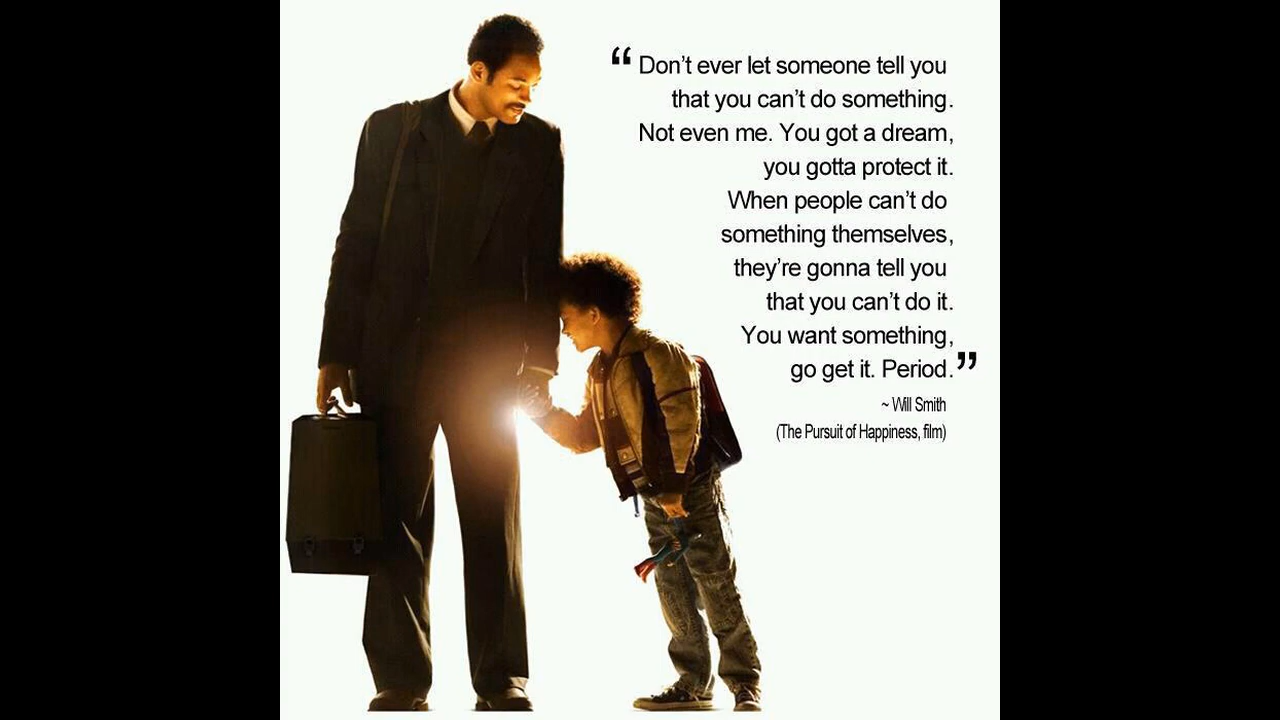 “ Don’t ever let someone tell you
that you can’t do something.
Not even me. You got a dream,
you gotta protect it.
When people can’t do
something themselves,
they’re gonna tell you
that you can’t do it.
You want something,
go get it. Period.”
~ Will Smith
(The Pursuit of Happiness, film)